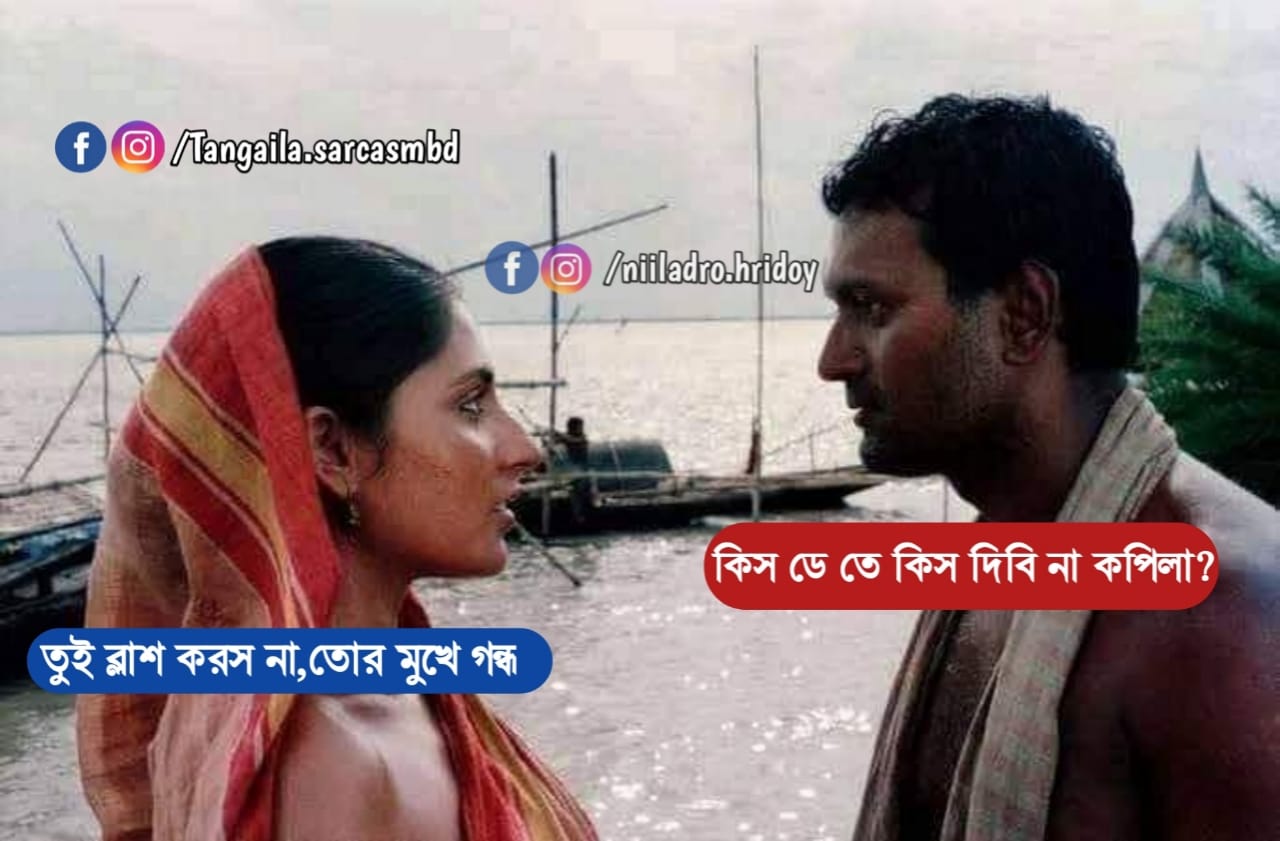 /Tangaila.sarcasmbd
/niiladro.hridoy
কিস ডে তে কিস দিবি না কপিলা?
তুই ব্লাশ করস না,তোর মুখে গন্ধ